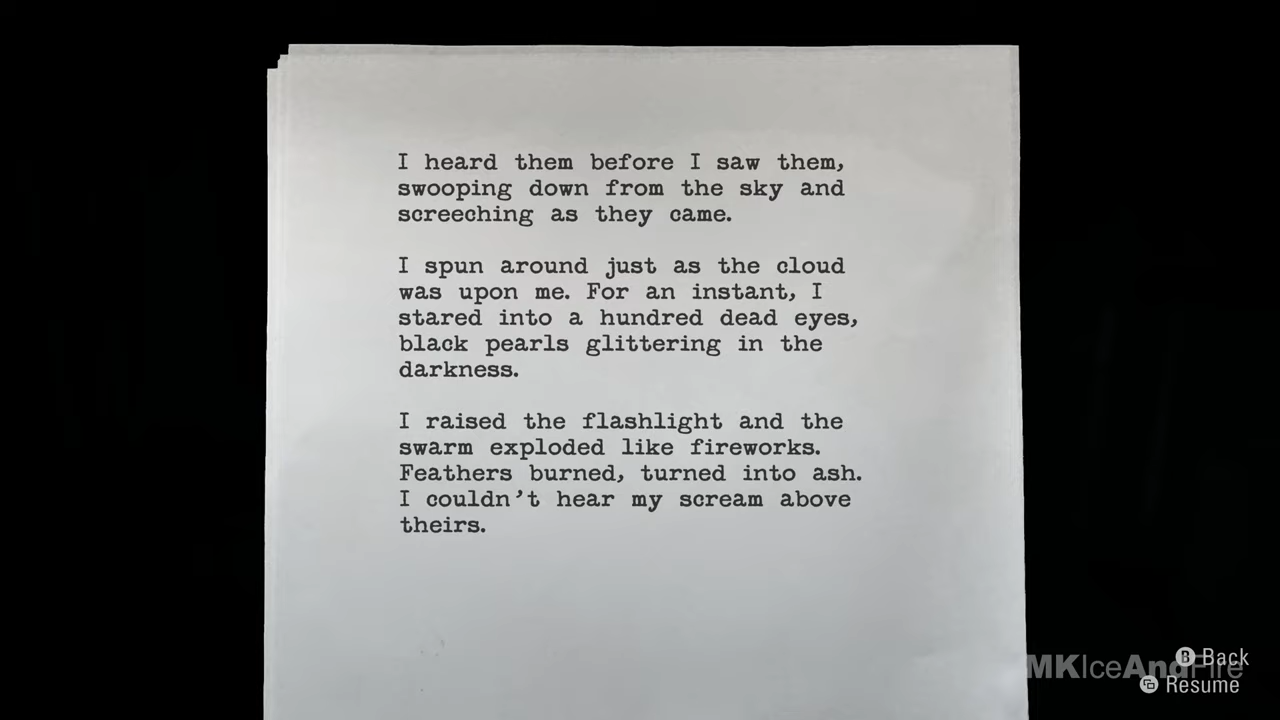 I heard them before I saw them,
swooping down from the sky and
screeching as they came.
I spun around just as the cloud
was upon me. For an instant, I
stared into a hundred dead eyes,
black pearls glittering in the
darkness.
I raised the flashlight and the
swarm exploded like fireworks.
Feathers burned, turned into ash.
I couldn't hear my scream above
theirs.
B Back
MKIceAndFire
Resume